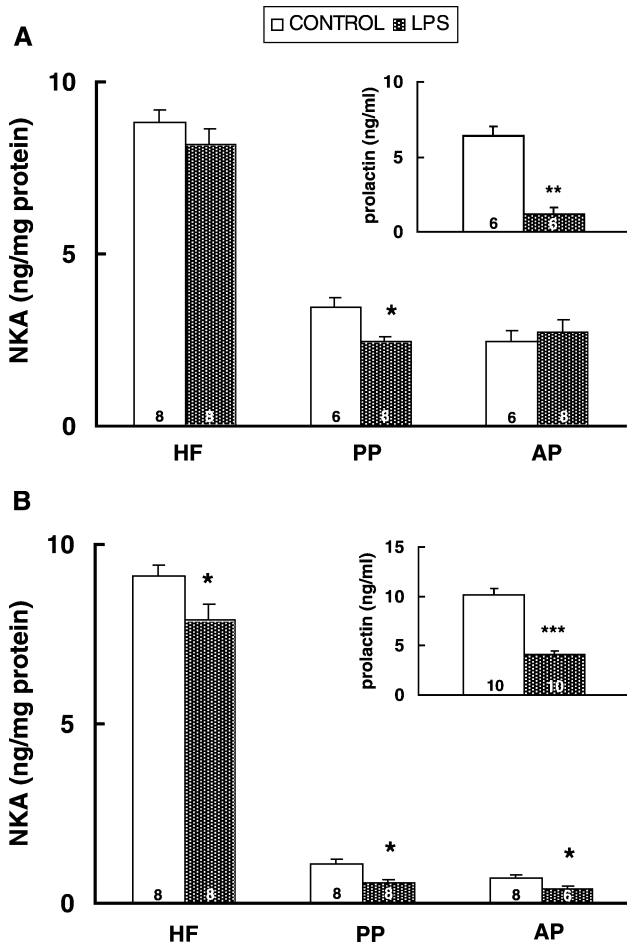 CONTROL LPS
A
NKA (ng/mg protein)
10
5
0
prolactin (ng/ml)
10
5
0
**
6 6
*
8 8 6 8 6 8
HF PP AP
B
NKA (ng/mg protein)
10
5
0
prolactin (ng/ml)
15
10
5
0
***
10 10
*
*
*
8 8 8 8 8 6
HF PP AP